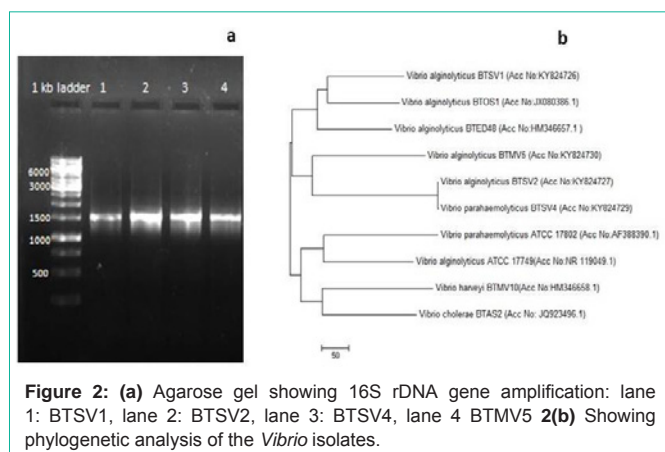 a
b
1 kb ladder 1 2 3 4
6000
3000
1500
1000
500
Vibrio alginolyticus BTSV1 (Acc No:KY824726)
Vibrio alginolyticus BTOS1 (Acc No:JX080386.1)
Vibrio alginolyticus BTED48 (Acc No:HM346657.1 )
Vibrio alginolyticus BTMV5 (Acc No:KY824730)
Vibrio alginolyticus BTSV2 (Acc No:KY824727)
Vibrio parahaemolyticus BTSV4 (Acc No:KY824729)
Vibrio parahaemolyticus ATCC 17802 (Acc No.AF388390.1)
Vibrio alginolyticus ATCC 17749(Acc No:NR 119049.1)
Vibrio harveyi BTMV10(Acc No:HM346658.1)
Vibrio cholerae BTAS2 (Acc No: JQ923496.1)
50
Figure 2: (a) Agarose gel showing 16S rDNA gene amplification: lane
1: BTSV1, lane 2: BTSV2, lane 3: BTSV4, lane 4 BTMV5 2(b) Showing
phylogenetic analysis of the Vibrio isolates.